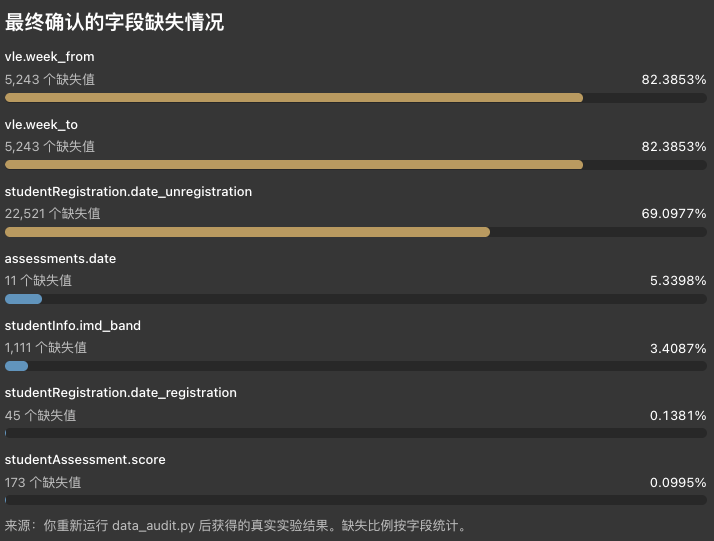 最终确认的字段缺失情况
vle.week_from
5,243 个缺失值 82.3853%
vle.week_to
5,243 个缺失值 82.3853%
studentRegistration.date_unregistration
22,521 个缺失值 69.0977%
assessments.date
11 个缺失值 5.3398%
studentInfo.imd_band
1,111 个缺失值 3.4087%
studentRegistration.date_registration
45 个缺失值 0.1381%
studentAssessment.score
173 个缺失值 0.0995%
来源：你重新运行 data_audit.py 后获得的真实实验结果。缺失比例按字段统计。